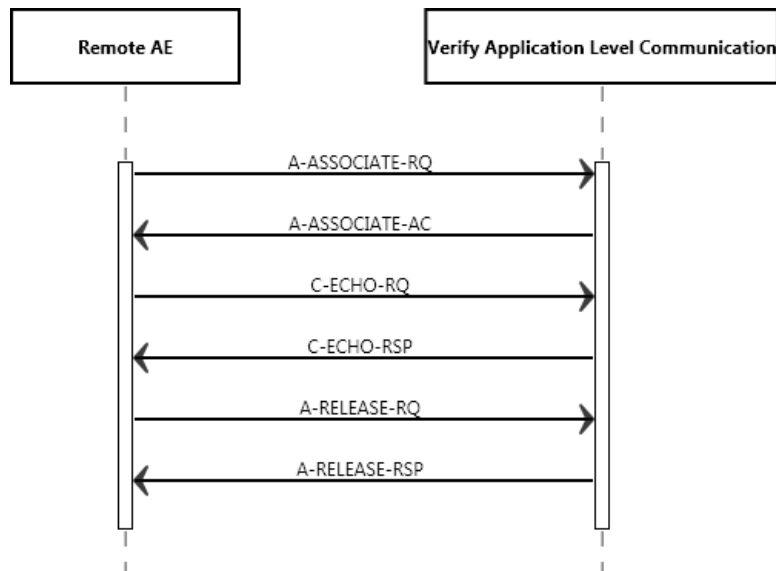 Remote AE
Verify Application Level Communication
A-ASSOCIATE-RQ
A-ASSOCIATE-AC
C-ECHO-RQ
C-ECHO-RSP
A-RELEASE-RQ
A-RELEASE-RSP